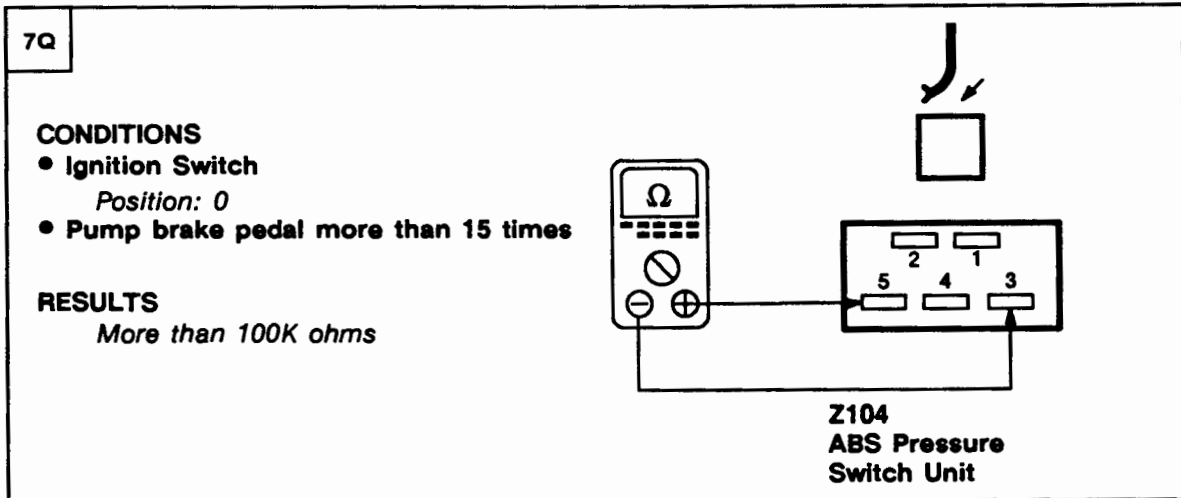 7Q
CONDITIONS
• Ignition Switch
Position: 0
• Pump brake pedal more than 15 times
RESULTS
More than 100K ohms
Ω
− +
2 1
5 4 3
Z104
ABS Pressure
Switch Unit